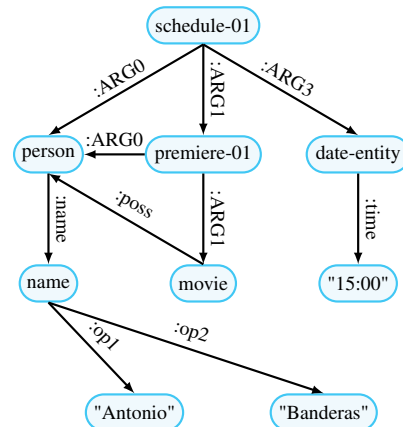 schedule-01
:ARG0
:ARG1
:ARG3
person
:ARG0
premiere-01
date-entity
:name
:poss
:ARG1
:time
name
movie
"15:00"
:op1
:op2
"Antonio"
"Banderas"